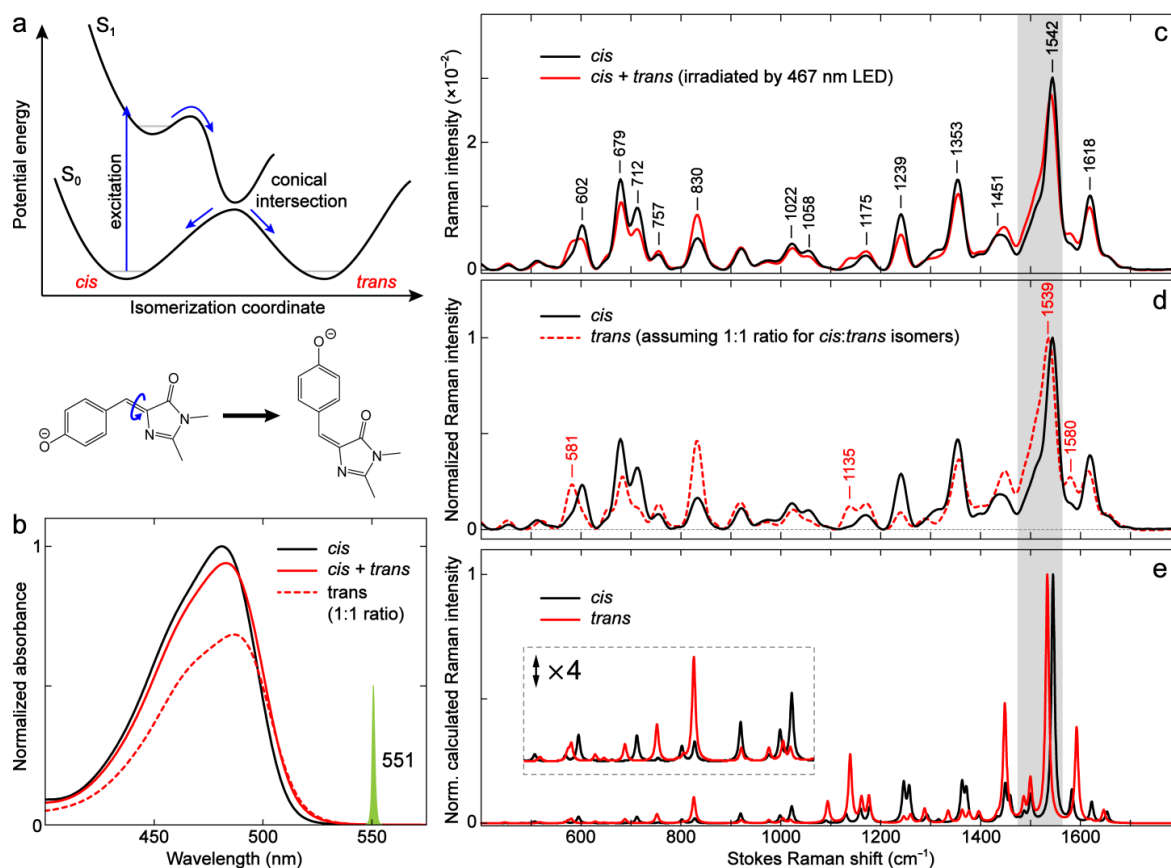 a
S1
Potential energy
S0
excitation
conical
intersection
cis
trans
Isomerization coordinate
O
⊖
O
N
N
O
⊖
O
N
N
b
1
cis
cis + trans
trans
(1:1 ratio)
551
Normalized absorbance
0
450
500
550
Wavelength (nm)
c
cis
cis + trans (irradiated by 467 nm LED)
Raman intensity (×10⁻²)
2
0
602
679
712
757
830
1022
1058
1175
1239
1353
1451
1542
1618
d
cis
trans (assuming 1:1 ratio for cis:trans isomers)
Normalized Raman intensity
1
0
581
1135
1539
1580
e
cis
trans
×4
Norm. calculated Raman intensity
1
0
600
800
1000
1200
1400
1600
Stokes Raman shift (cm⁻¹)